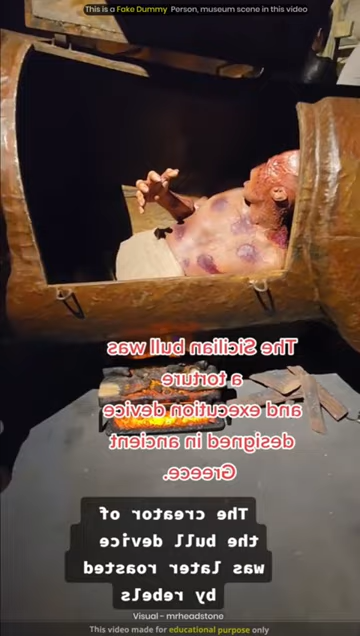 This is a Fake Dummy Person, museum scene in this video
The Sicilian bull was
a torture
and execution device
designed in ancient
Greece.
The creator of
the bull device
was later roasted
by rebels
Visual - mrheadstone
This video made for educational purpose only